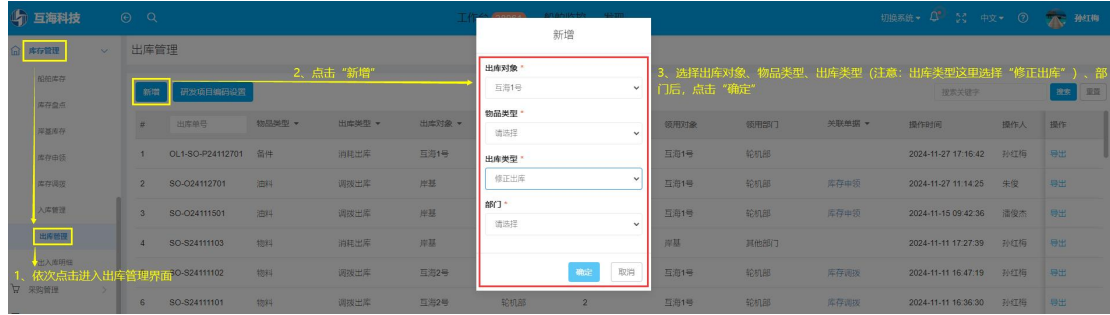 互海科技
工作台
切换系统
中文
孙红梅
库存管理
船舶库存
库存盘点
岸基库存
库存申领
库存调拨
入库管理
出库管理
出入库明细
采购管理
出库管理
新增
研发项目编码设置
搜索关键字
搜索
重置
1、依次点击进入出库管理界面
2、点击“新增”
3、选择出库对象、物品类型、出库类型（注意：出库类型这里选择“修正出库”）、部
门后，点击“确定”
# 出库单号 物品类型 出库类型 出库对象 领用对象 领用部门 关联单据 操作时间 操作人 操作
1 OL1-SO-P24112701 备件 消耗出库 互海1号 互海1号 轮机部 2024-11-27 17:16:42 孙红梅 导出
2 SO-O24112701 油料 调拨出库 岸基 互海1号 轮机部 库存申领 2024-11-27 11:14:25 朱俊 导出
3 SO-O24111501 油料 调拨出库 岸基 互海1号 轮机部 库存申领 2024-11-15 09:42:36 潘俊杰 导出
4 SO-S24111103 物料 消耗出库 岸基 岸基 其他部门 2024-11-11 17:27:39 孙红梅 导出
SO-S24111102 物料 调拨出库 互海2号 互海1号 轮机部 库存调拨 2024-11-11 16:47:19 孙红梅 导出
6 SO-S24111101 物料 调拨出库 互海2号 轮机部 2 互海1号 轮机部 库存调拨 2024-11-11 16:36:30 孙红梅 导出
新增
出库对象 *
互海1号
物品类型 *
请选择
出库类型 *
修正出库
部门 *
请选择
确定
取消